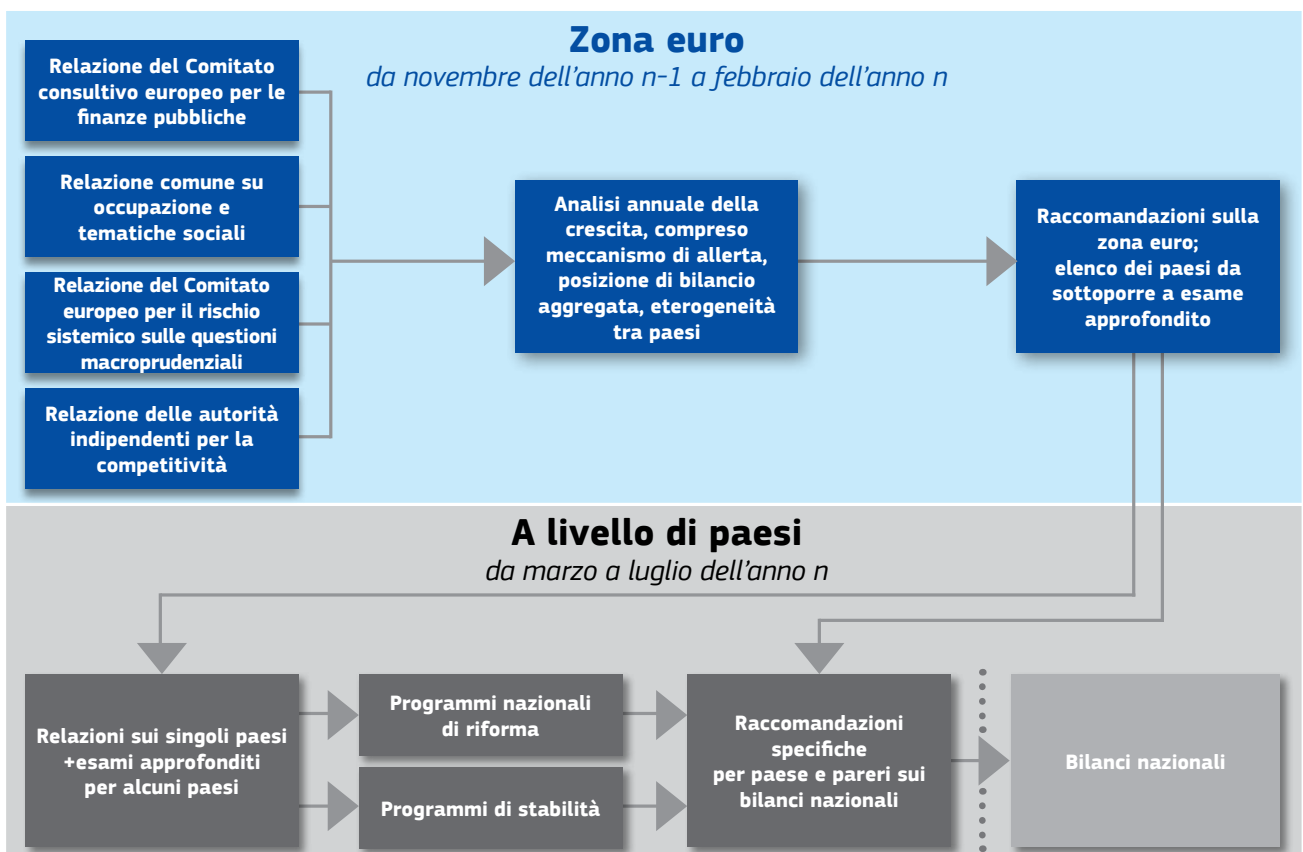 Zona euro
da novembre dell'anno n-1 a febbraio dell'anno n
Relazione del Comitato
consultivo europeo per le
finanze pubbliche
Relazione comune su
occupazione e
tematiche sociali
Relazione del Comitato
europeo per il rischio
sistemico sulle questioni
macroprudenziali
Relazione delle autorità
indipendenti per la
competitività
Analisi annuale della
crescita, compreso
meccanismo di allerta,
posizione di bilancio
aggregata, eterogeneità
tra paesi
Raccomandazioni sulla
zona euro;
elenco dei paesi da
sottoporre a esame
approfondito
A livello di paesi
da marzo a luglio dell'anno n
Relazioni sui singoli paesi
+esami approfonditi
per alcuni paesi
Programmi nazionali
di riforma
Programmi di stabilità
Raccomandazioni
specifiche
per paese e pareri sui
bilanci nazionali
Bilanci nazionali